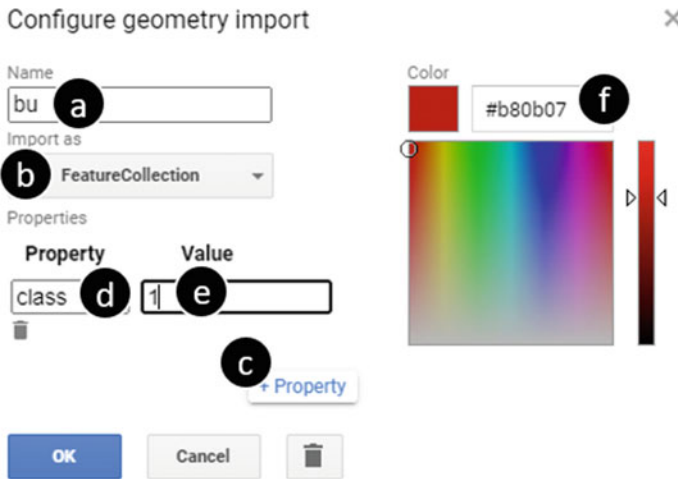 Configure geometry import
Name
bu a
Import as
b FeatureCollection
Properties
Property Value
class d 1 e
c
+ Property
OK Cancel
Color
#b80b07 f